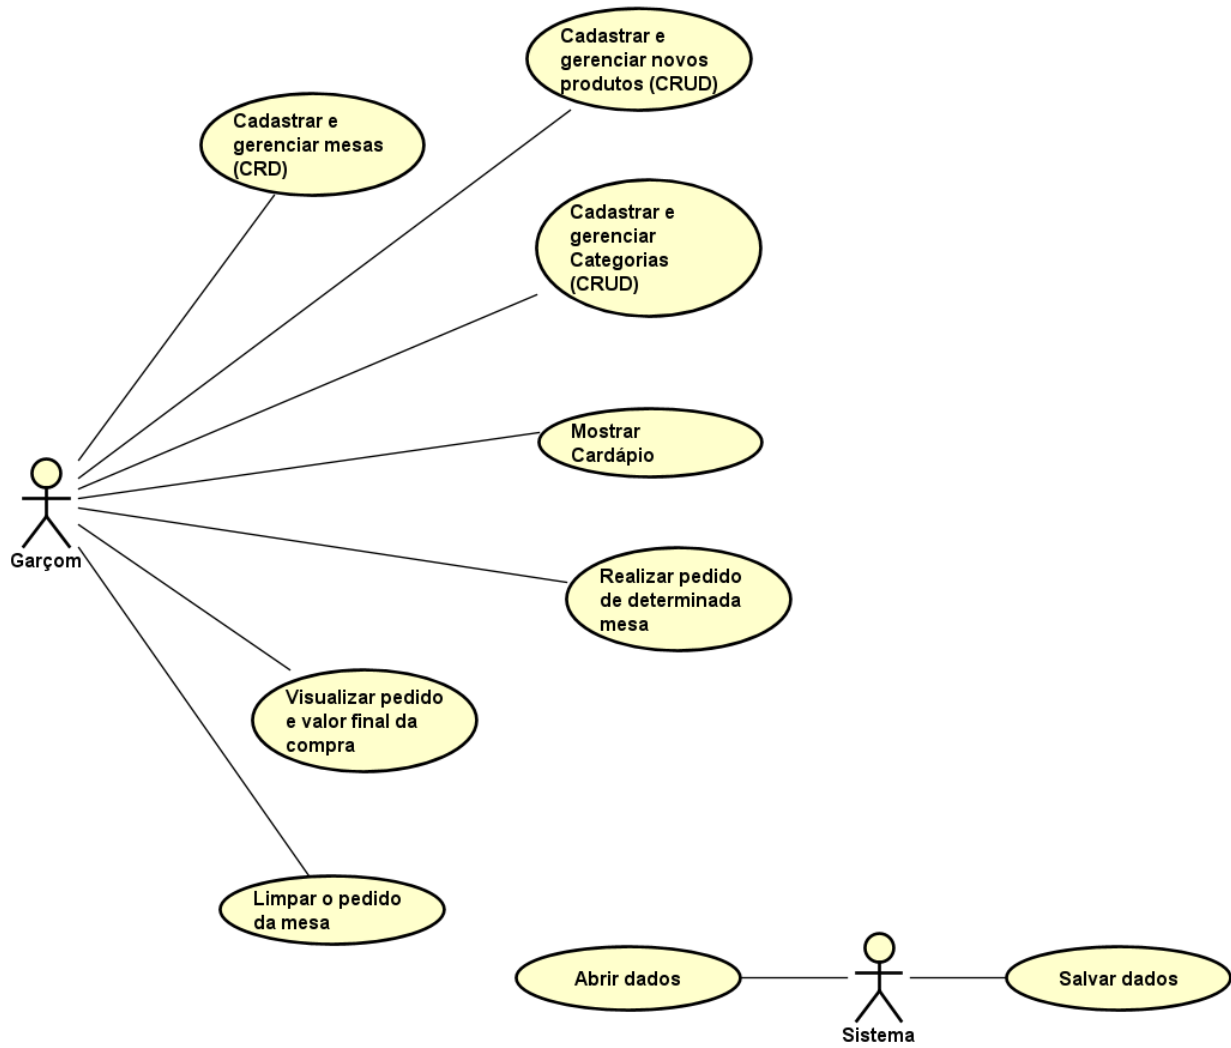 Cadastrar e
gerenciar novos
produtos (CRUD)
Cadastrar e
gerenciar mesas
(CRD)
Cadastrar e
gerenciar
Categorias
(CRUD)
Mostrar
Cardápio
Garçom
Realizar pedido
de determinada
mesa
Visualizar pedido
e valor final da
compra
Limpar o pedido
da mesa
Abrir dados
Salvar dados
Sistema